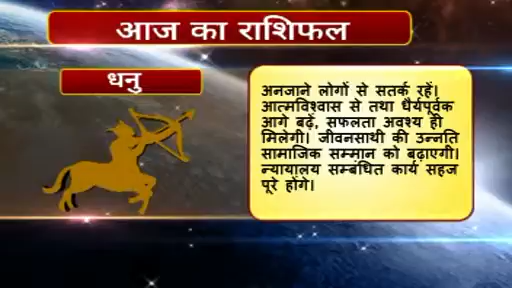 आज का राशिफल
धनु
अनजाने लोगों से सतर्क रहें।
आत्मविश्वास से तथा धैर्यपूर्वक
आगे बढ़ें, सफलता अवश्य ही
मिलेगी। जीवनसाथी की उन्नति
सामाजिक सम्मान को बढ़ाएगी।
न्यायालय सम्बंधित कार्य सहज
पूरे होंगे।